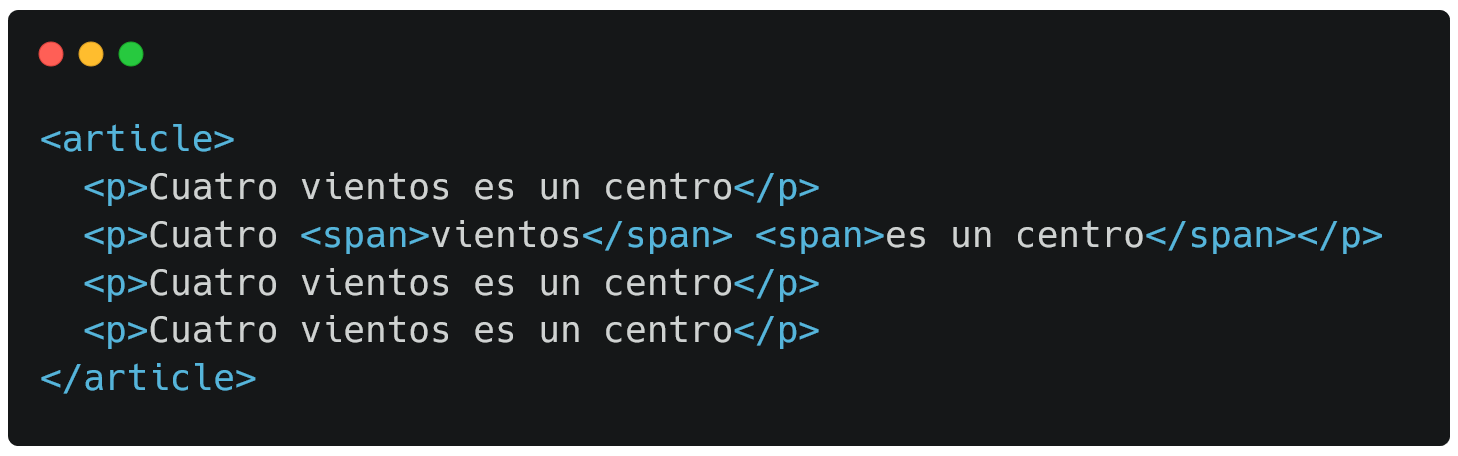 <article>
  <p>Cuatro vientos es un centro</p>
  <p>Cuatro <span>vientos</span> <span>es un centro</span></p>
  <p>Cuatro vientos es un centro</p>
  <p>Cuatro vientos es un centro</p>
</article>